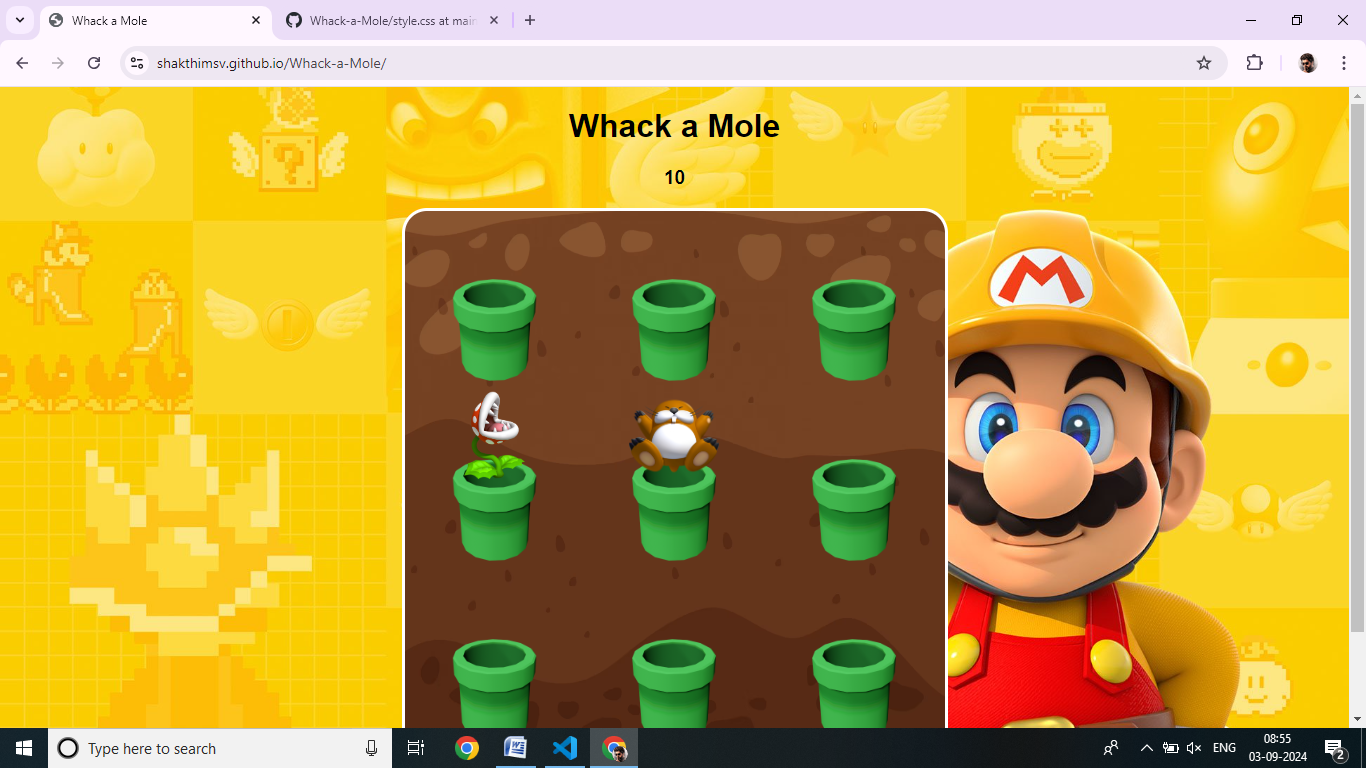 Whack a Mole
Whack-a-Mole/style.css at main
shakthimsv.github.io/Whack-a-Mole/
Whack a Mole
10
M
?
Type here to search
ENG
08:55
03-09-2024
2